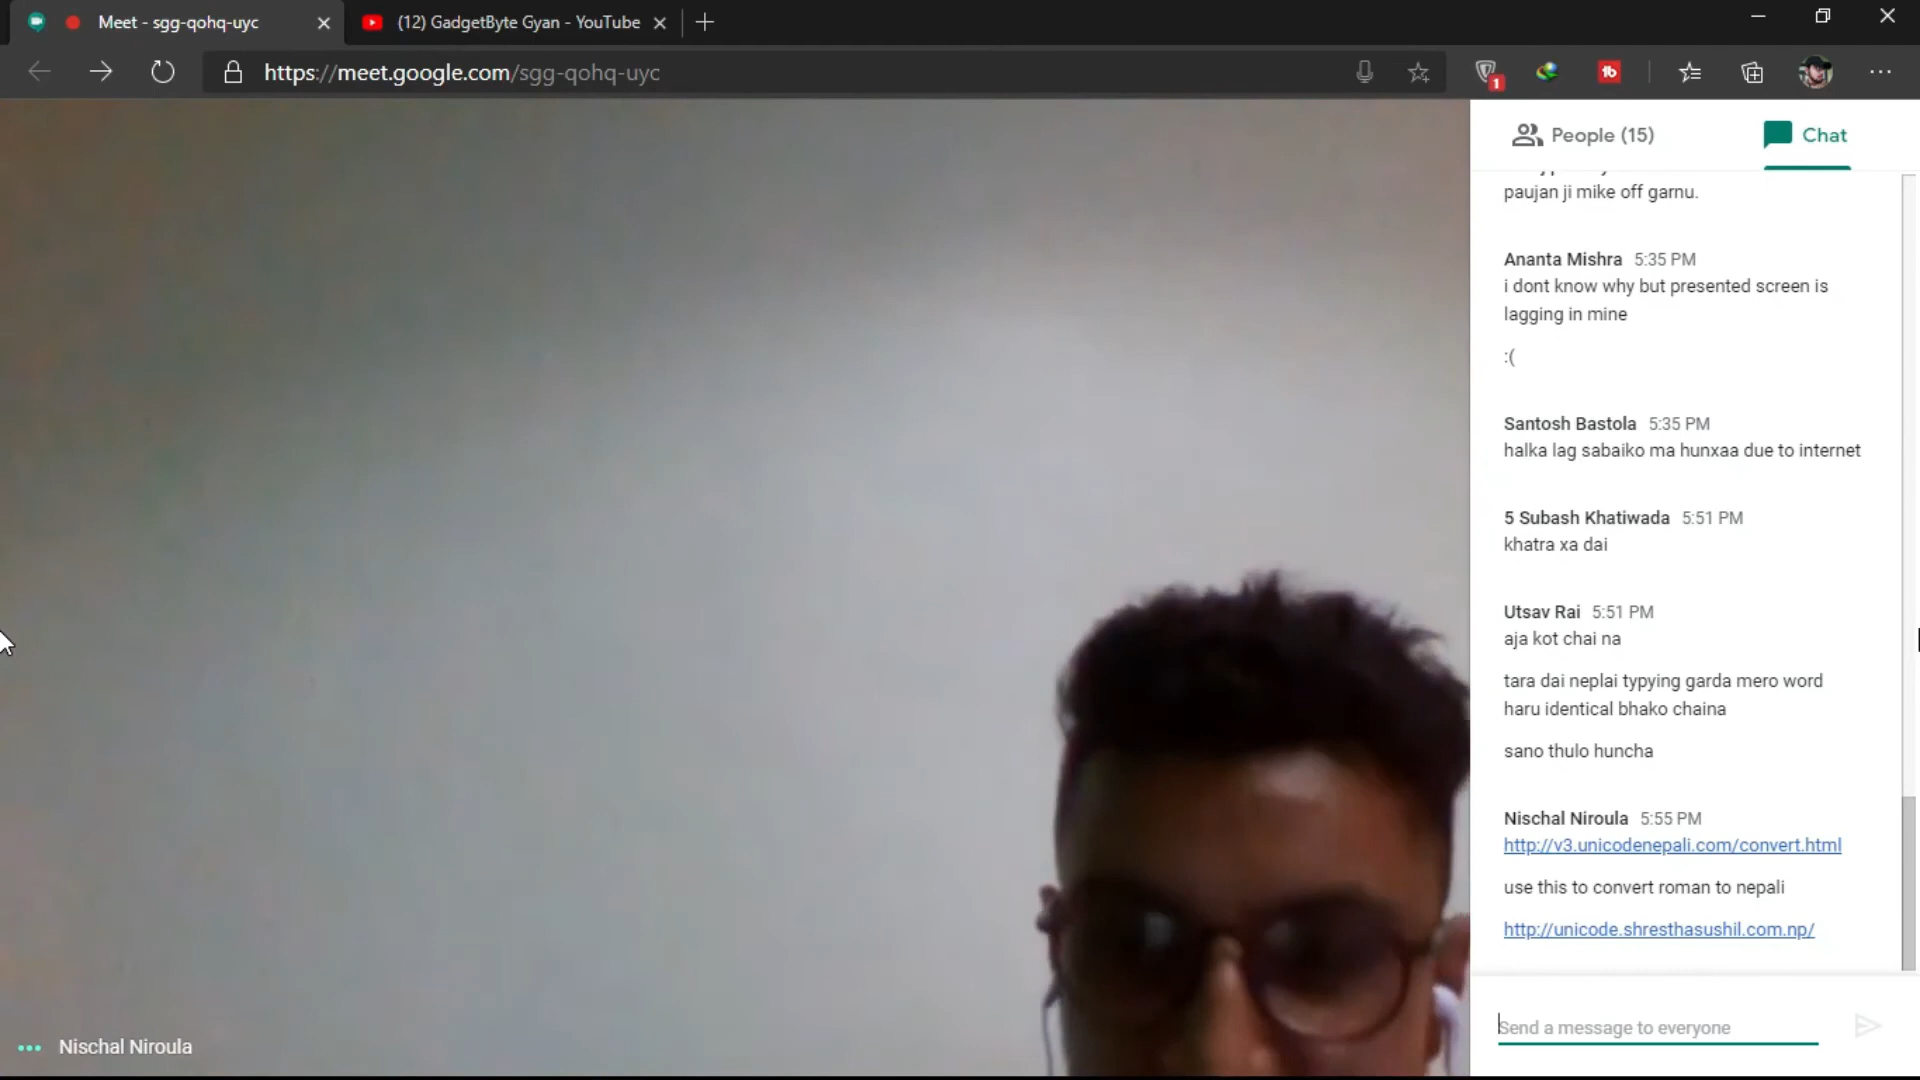 Meet - sgg-qohq-uyc
(12) GadgetByte Gyan - YouTube
https://meet.google.com/sgg-qohq-uyc
1
People (15)
Chat
paujan ji mike off garnu.
Ananta Mishra 5:35 PM
i dont know why but presented screen is
lagging in mine
:(
Santosh Bastola 5:35 PM
halka lag sabaiko ma hunxaa due to internet
5 Subash Khatiwada 5:51 PM
khatra xa dai
Utsav Rai 5:51 PM
aja kot chai na
tara dai neplai typying garda mero word
haru identical bhako chaina
sano thulo huncha
Nischal Niroula 5:55 PM
http://v3.unicodenepali.com/convert.html
use this to convert roman to nepali
http://unicode.shresthasushil.com.np/
Send a message to everyone
Nischal Niroula